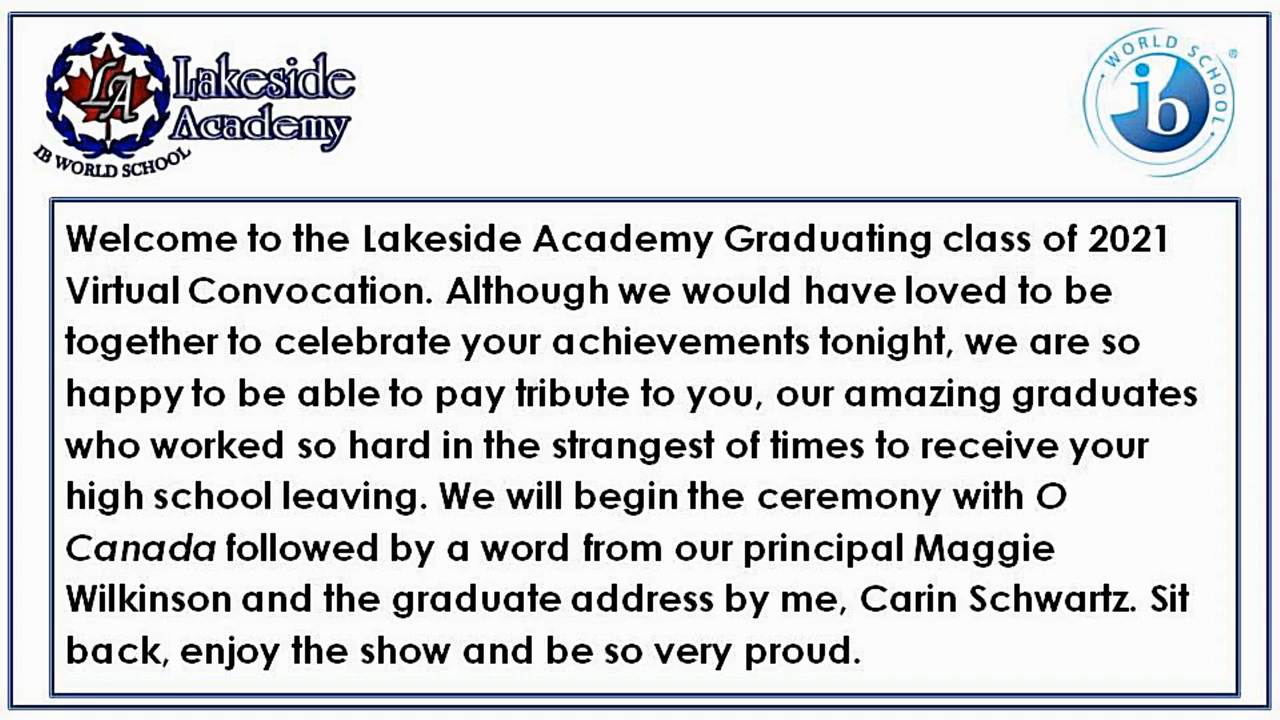 LA
Lakeside
Academy
IB WORLD SCHOOL
WORLD SCHOOL
®
ib
Welcome to the Lakeside Academy Graduating class of 2021
Virtual Convocation. Although we would have loved to be
together to celebrate your achievements tonight, we are so
happy to be able to pay tribute to you, our amazing graduates
who worked so hard in the strangest of times to receive your
high school leaving. We will begin the ceremony with O
Canada followed by a word from our principal Maggie
Wilkinson and the graduate address by me, Carin Schwartz. Sit
back, enjoy the show and be so very proud.